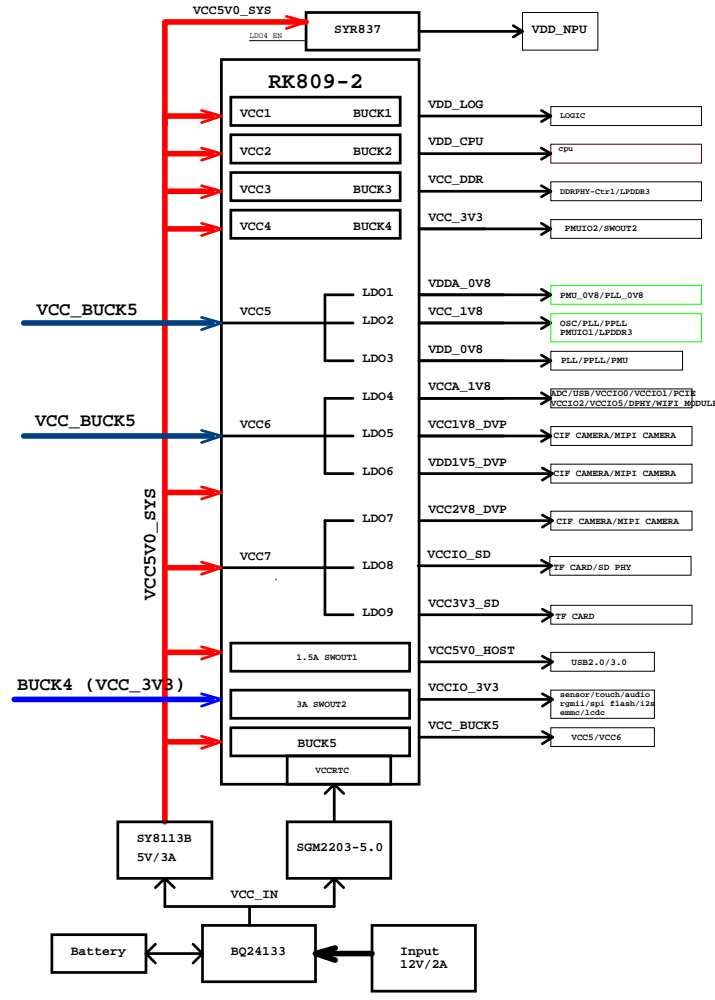 VCC5V0_SYS
LDO4 EN
SYR837
VDD_NPU
RK809-2
VCC1 BUCK1
VDD_LOG
LOGIC
VCC2 BUCK2
VDD_CPU
cpu
VCC3 BUCK3
VCC_DDR
DDRPHY-Ctrl/LPDDR3
VCC4 BUCK4
VCC_3V3
PMUIO2/SWOUT2
VCC_BUCK5
VCC5
LDO1
VDDA_0V8
PMU_0V8/PLL_0V8
LDO2
VCC_1V8
OSC/PLL/PPLL
PMUIO1/LPDDR3
LDO3
VDD_0V8
PLL/PPLL/PMU
VCC_BUCK5
VCC6
LDO4
VCCA_1V8
ADC/USB/VCCIO0/VCCIO1/PCIE
VCCIO2/VCCIO5/DPHY/WIFI MODULE
LDO5
VCC1V8_DVP
CIF CAMERA/MIPI CAMERA
LDO6
VDD1V5_DVP
CIF CAMERA/MIPI CAMERA
VCC5V0_SYS
VCC7
LDO7
VCC2V8_DVP
CIF CAMERA/MIPI CAMERA
LDO8
VCCIO_SD
TF CARD/SD PHY
LDO9
VCC3V3_SD
TF CARD
1.5A SWOUT1
VCC5V0_HOST
USB2.0/3.0
BUCK4 (VCC_3V3)
3A SWOUT2
VCCIO_3V3
sensor/touch/audio
rgmii/spi flash/i2s
emmc/lcdc
BUCK5
VCC_BUCK5
VCC5/VCC6
VCCRTC
SY8113B
5V/3A
SGM2203-5.0
VCC_IN
Battery
BQ24133
Input
12V/2A